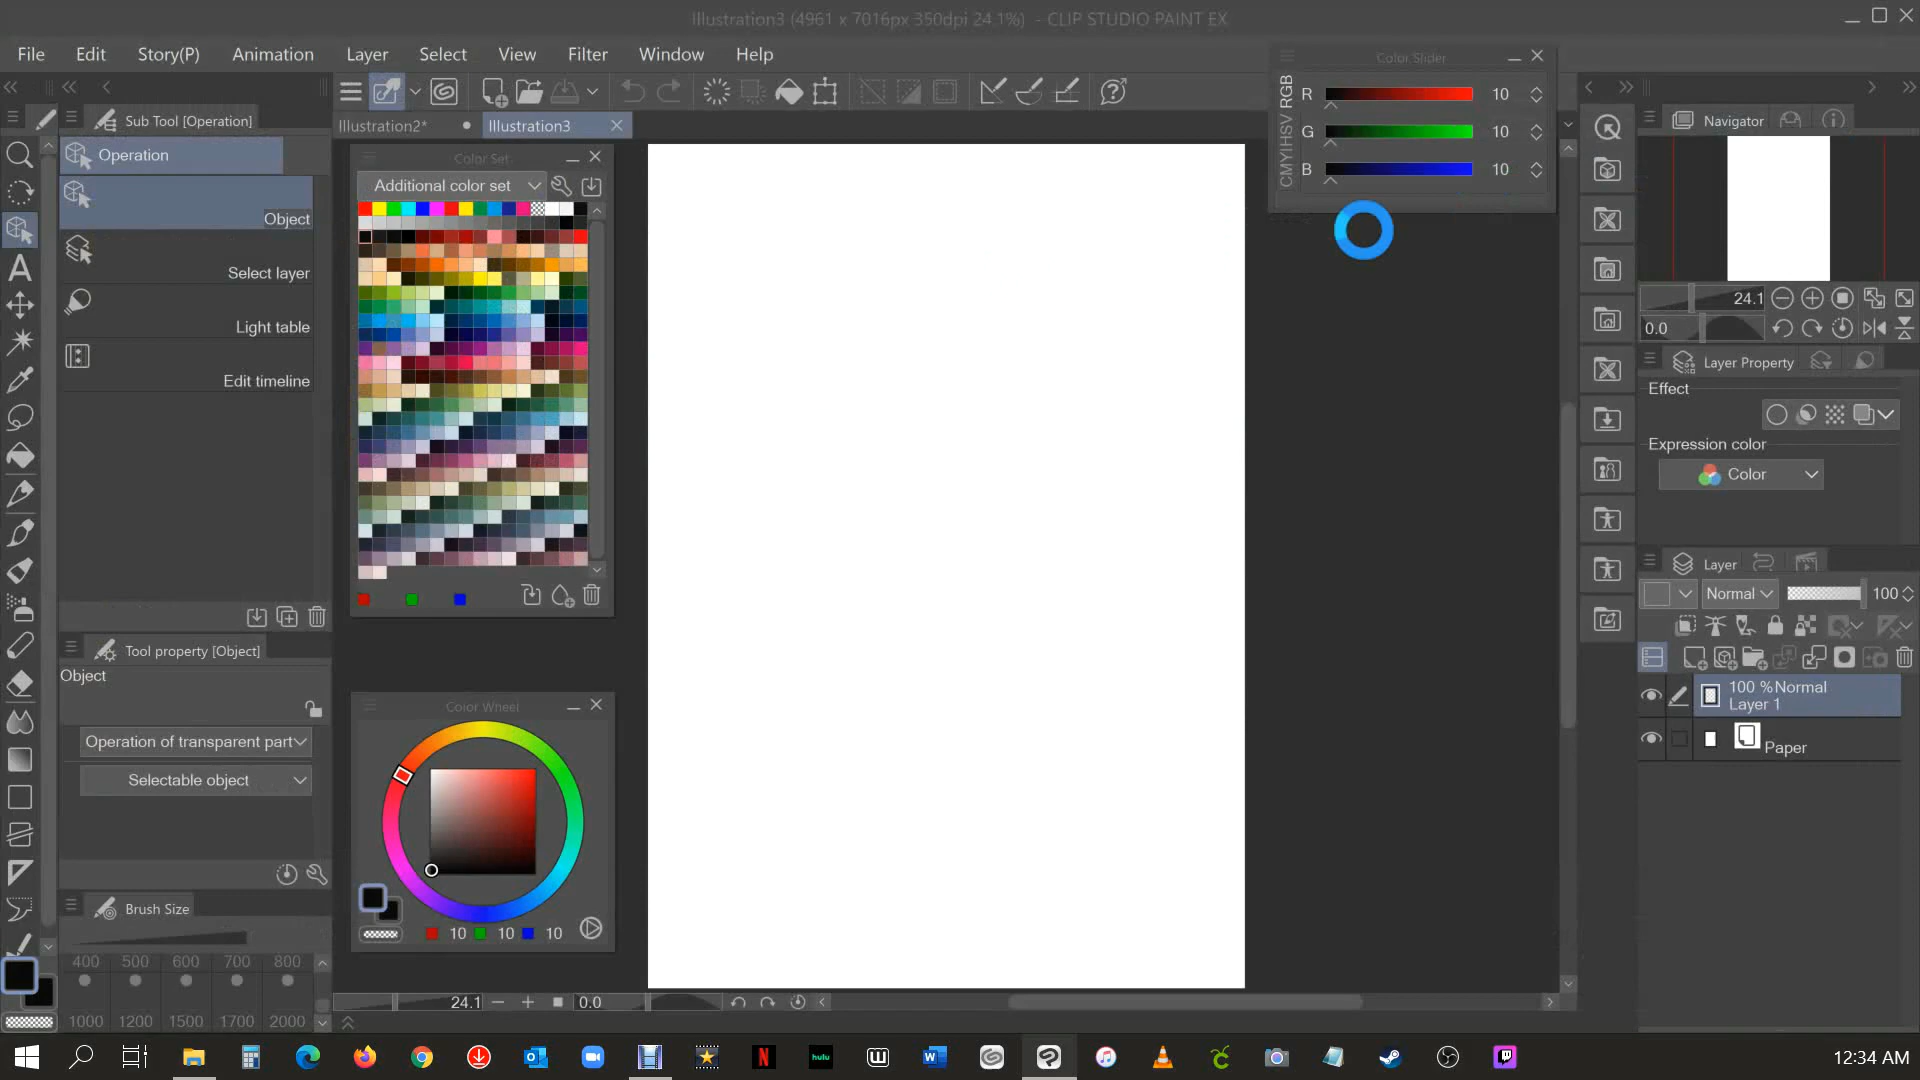 Illustration3 (4961 x 7016px 350dpi 24.1%) - CLIP STUDIO PAINT EX
File Edit Story(P) Animation Layer Select View Filter Window Help
Color Slider
RGB
HSV
CMYK
R 10
G 10
B 10
Sub Tool [Operation]
Illustration2*
Illustration3
Navigator
Operation
Color Set
Additional color set
Object
Select layer
Light table
Edit timeline
24.1
0.0
Layer Property
Effect
Expression color
Color
Layer
Normal 100
Tool property [Object]
Object
Operation of transparent part
Selectable object
Color Wheel
100 %Normal
Layer 1
Paper
Brush Size
10 10 10
400 500 600 700 800
1000 1200 1500 1700 2000
24.1 0.0
hulu
12:34 AM